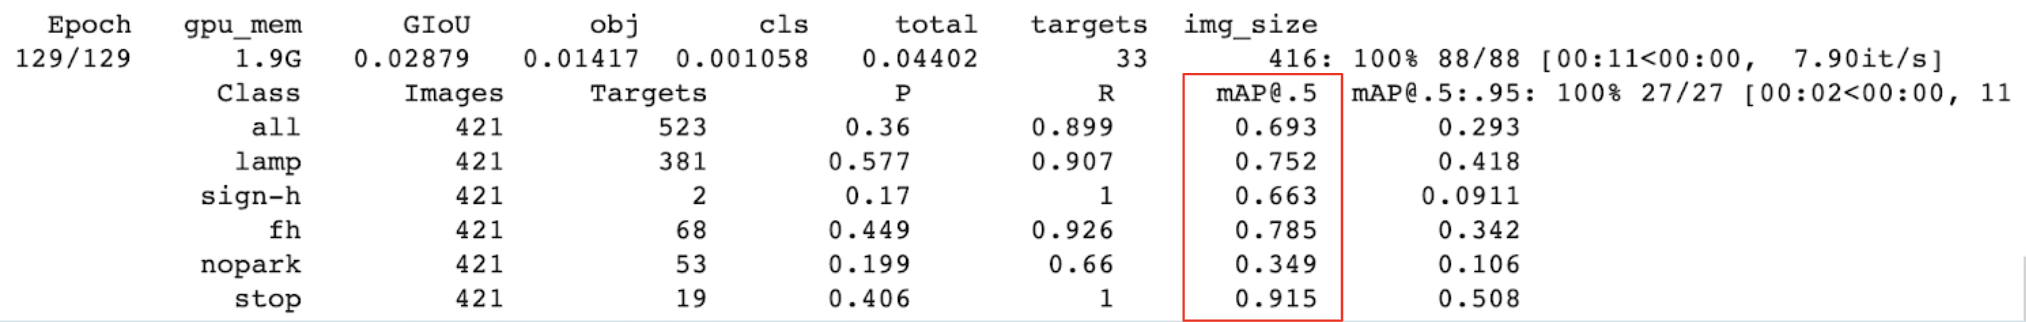 Epoch gpu_mem GIoU obj cls total targets img_size
129/129 1.9G 0.02879 0.01417 0.001058 0.04402 33 416: 100% 88/88 [00:11<00:00, 7.90it/s]
Class Images Targets P R mAP@.5 mAP@.5:.95: 100% 27/27 [00:02<00:00, 11
all 421 523 0.36 0.899 0.693 0.293
lamp 421 381 0.577 0.907 0.752 0.418
sign-h 421 2 0.17 1 0.663 0.0911
fh 421 68 0.449 0.926 0.785 0.342
nopark 421 53 0.199 0.66 0.349 0.106
stop 421 19 0.406 1 0.915 0.508